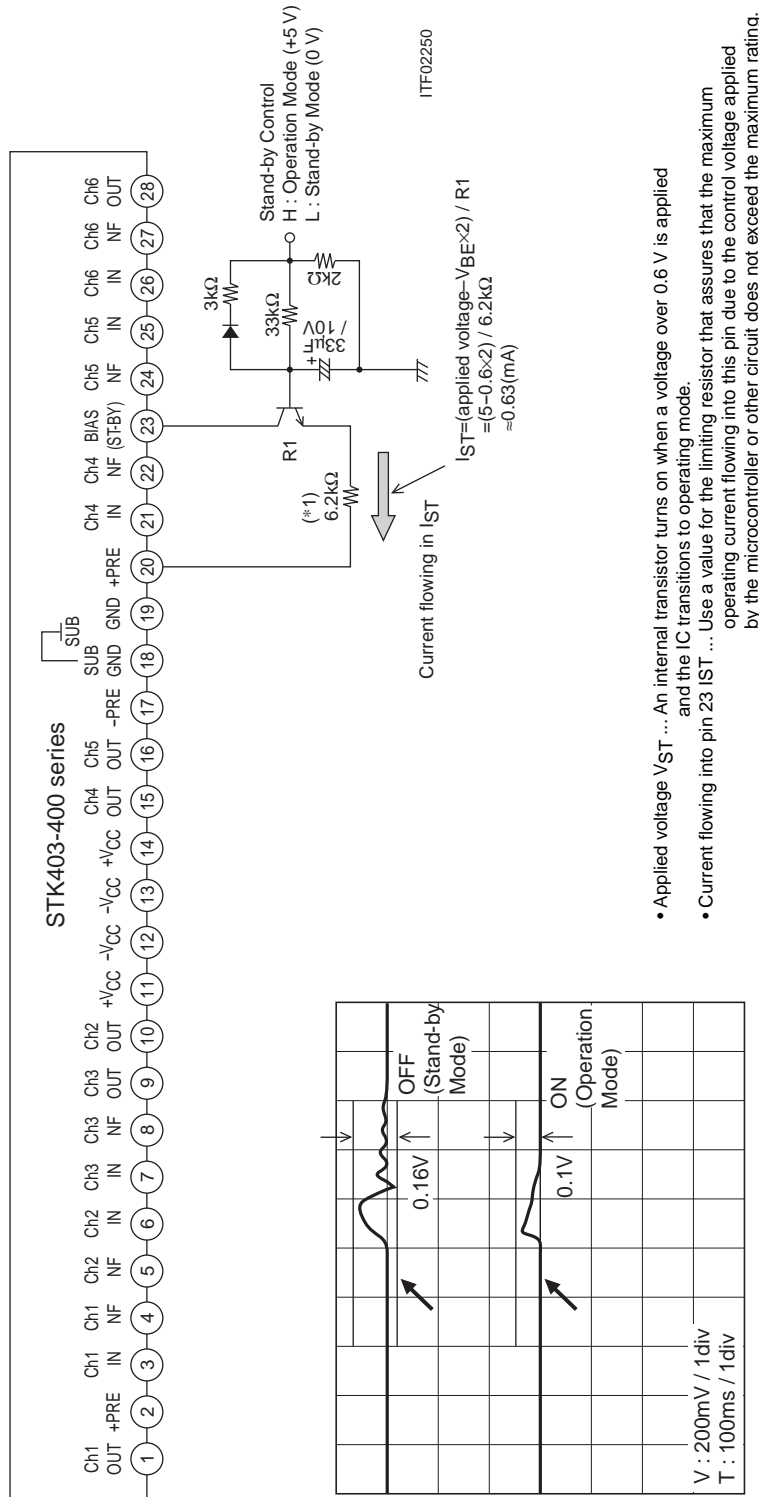 STK403-400 series
Ch1 OUT 1
+PRE 2
Ch1 IN 3
Ch1 NF 4
Ch2 NF 5
Ch2 IN 6
Ch3 IN 7
Ch3 NF 8
Ch3 OUT 9
Ch2 OUT 10
+VCC 11
-VCC 12
-VCC 13
+VCC 14
Ch4 OUT 15
Ch5 OUT 16
-PRE 17
SUB GND 18
GND 19
+PRE 20
Ch4 IN 21
Ch4 NF 22
BIAS (ST-BY) 23
Ch5 NF 24
Ch5 IN 25
Ch6 IN 26
Ch6 NF 27
Ch6 OUT 28
SUB
3kΩ
33kΩ
33μF
+
/ 10V
2kΩ
Stand-by Control
H : Operation Mode (+5 V)
L : Stand-by Mode (0 V)
R1
(*1)
6.2kΩ
Current flowing in IST
IST=(applied voltage−VBE×2) / R1
=(5−0.6×2) / 6.2kΩ
≈0.63(mA)
ITF02250
OFF
(Stand-by
Mode)
0.16V
ON
(Operation
Mode)
0.1V
V : 200mV / 1div
T : 100ms / 1div
• Applied voltage VST ... An internal transistor turns on when a voltage over 0.6 V is applied
and the IC transitions to operating mode.
• Current flowing into pin 23 IST ... Use a value for the limiting resistor that assures that the maximum
operating current flowing into this pin due to the control voltage applied
by the microcontroller or other circuit does not exceed the maximum rating.